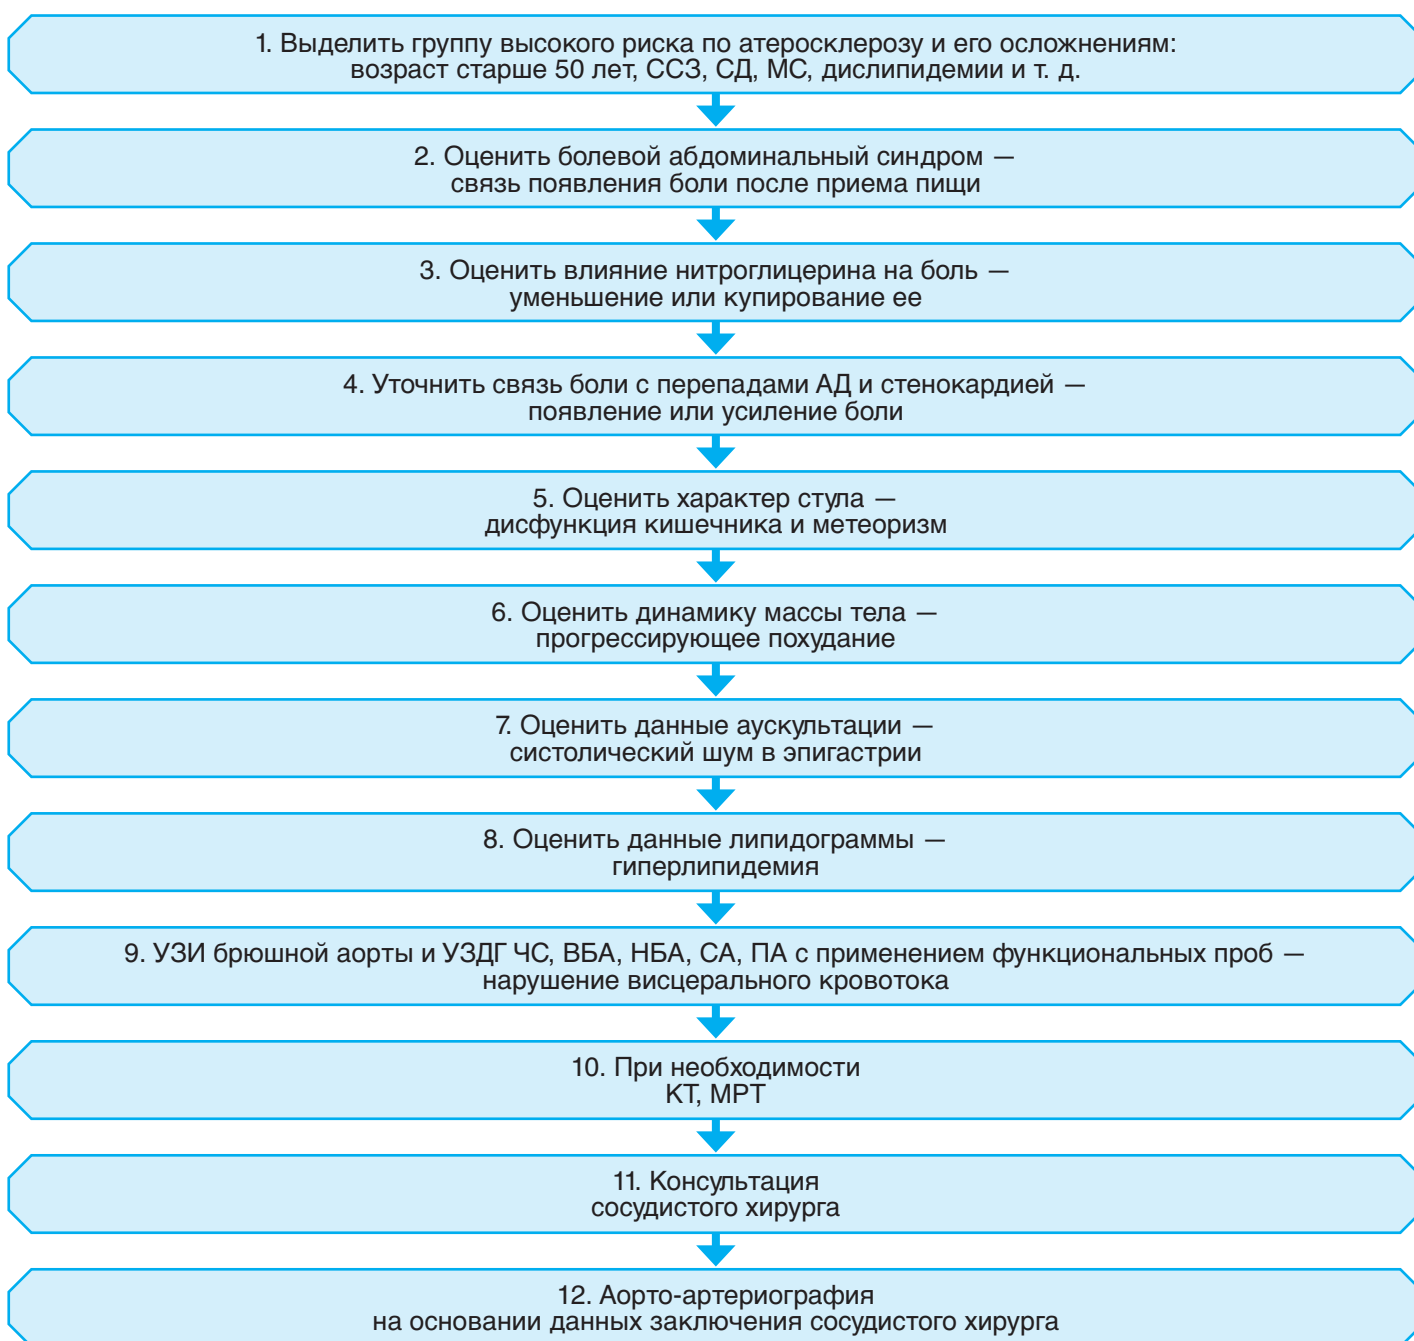 1. Выделить группу высокого риска по атеросклерозу и его осложнениям:
возраст старше 50 лет, ССЗ, СД, МС, дислипидемии и т. д.
2. Оценить болевой абдоминальный синдром —
связь появления боли после приема пищи
3. Оценить влияние нитроглицерина на боль —
уменьшение или купирование ее
4. Уточнить связь боли с перепадами АД и стенокардией —
появление или усиление боли
5. Оценить характер стула —
дисфункция кишечника и метеоризм
6. Оценить динамику массы тела —
прогрессирующее похудание
7. Оценить данные аускультации —
систолический шум в эпигастрии
8. Оценить данные липидограммы —
гиперлипидемия
9. УЗИ брюшной аорты и УЗДГ ЧС, ВБА, НБА, СА, ПА с применением функциональных проб —
нарушение висцерального кровотока
10. При необходимости
КТ, МРТ
11. Консультация
сосудистого хирурга
12. Аорто-артериография
на основании данных заключения сосудистого хирурга